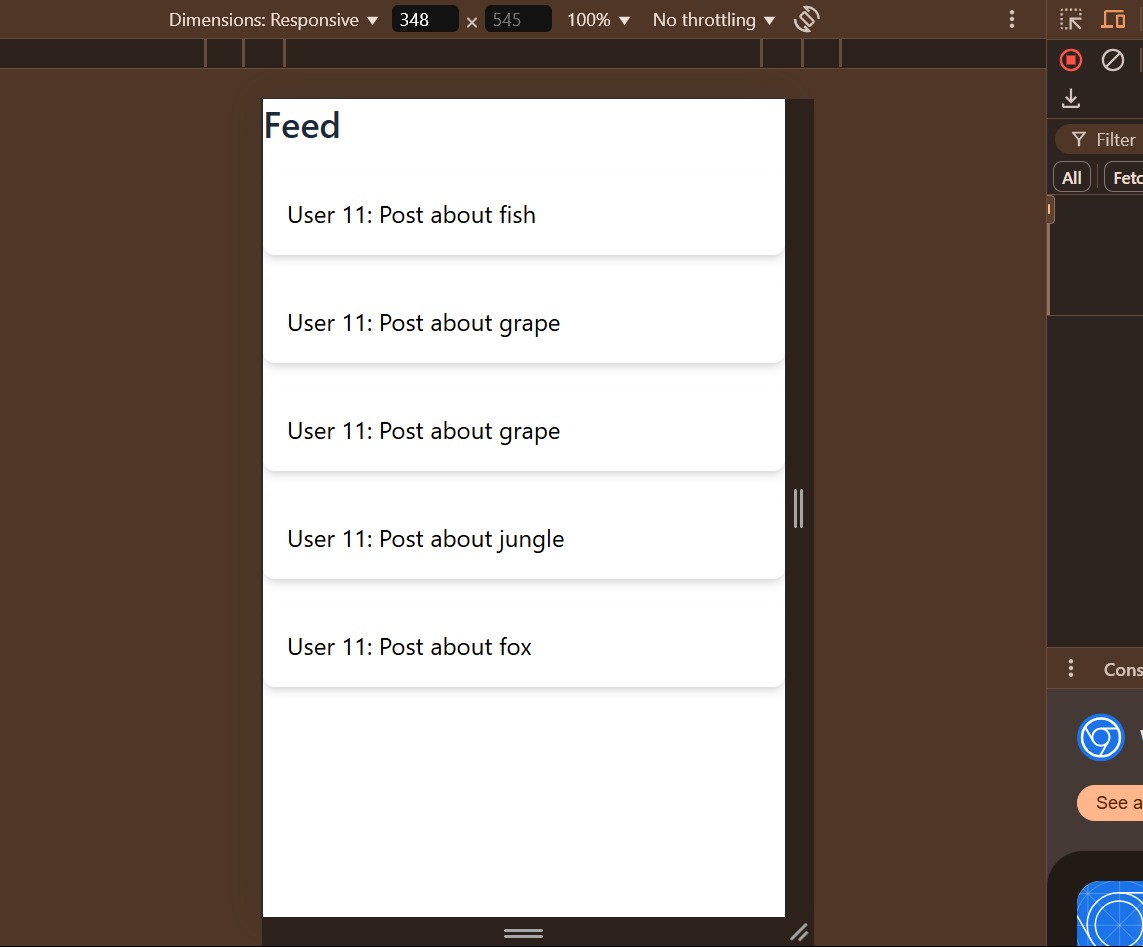 Dimensions: Responsive ▼ 348 × 545 100% ▼ No throttling ▼
Filter
All Fetc
Feed
User 11: Post about fish
User 11: Post about grape
User 11: Post about grape
User 11: Post about jungle
User 11: Post about fox
Cons
See a